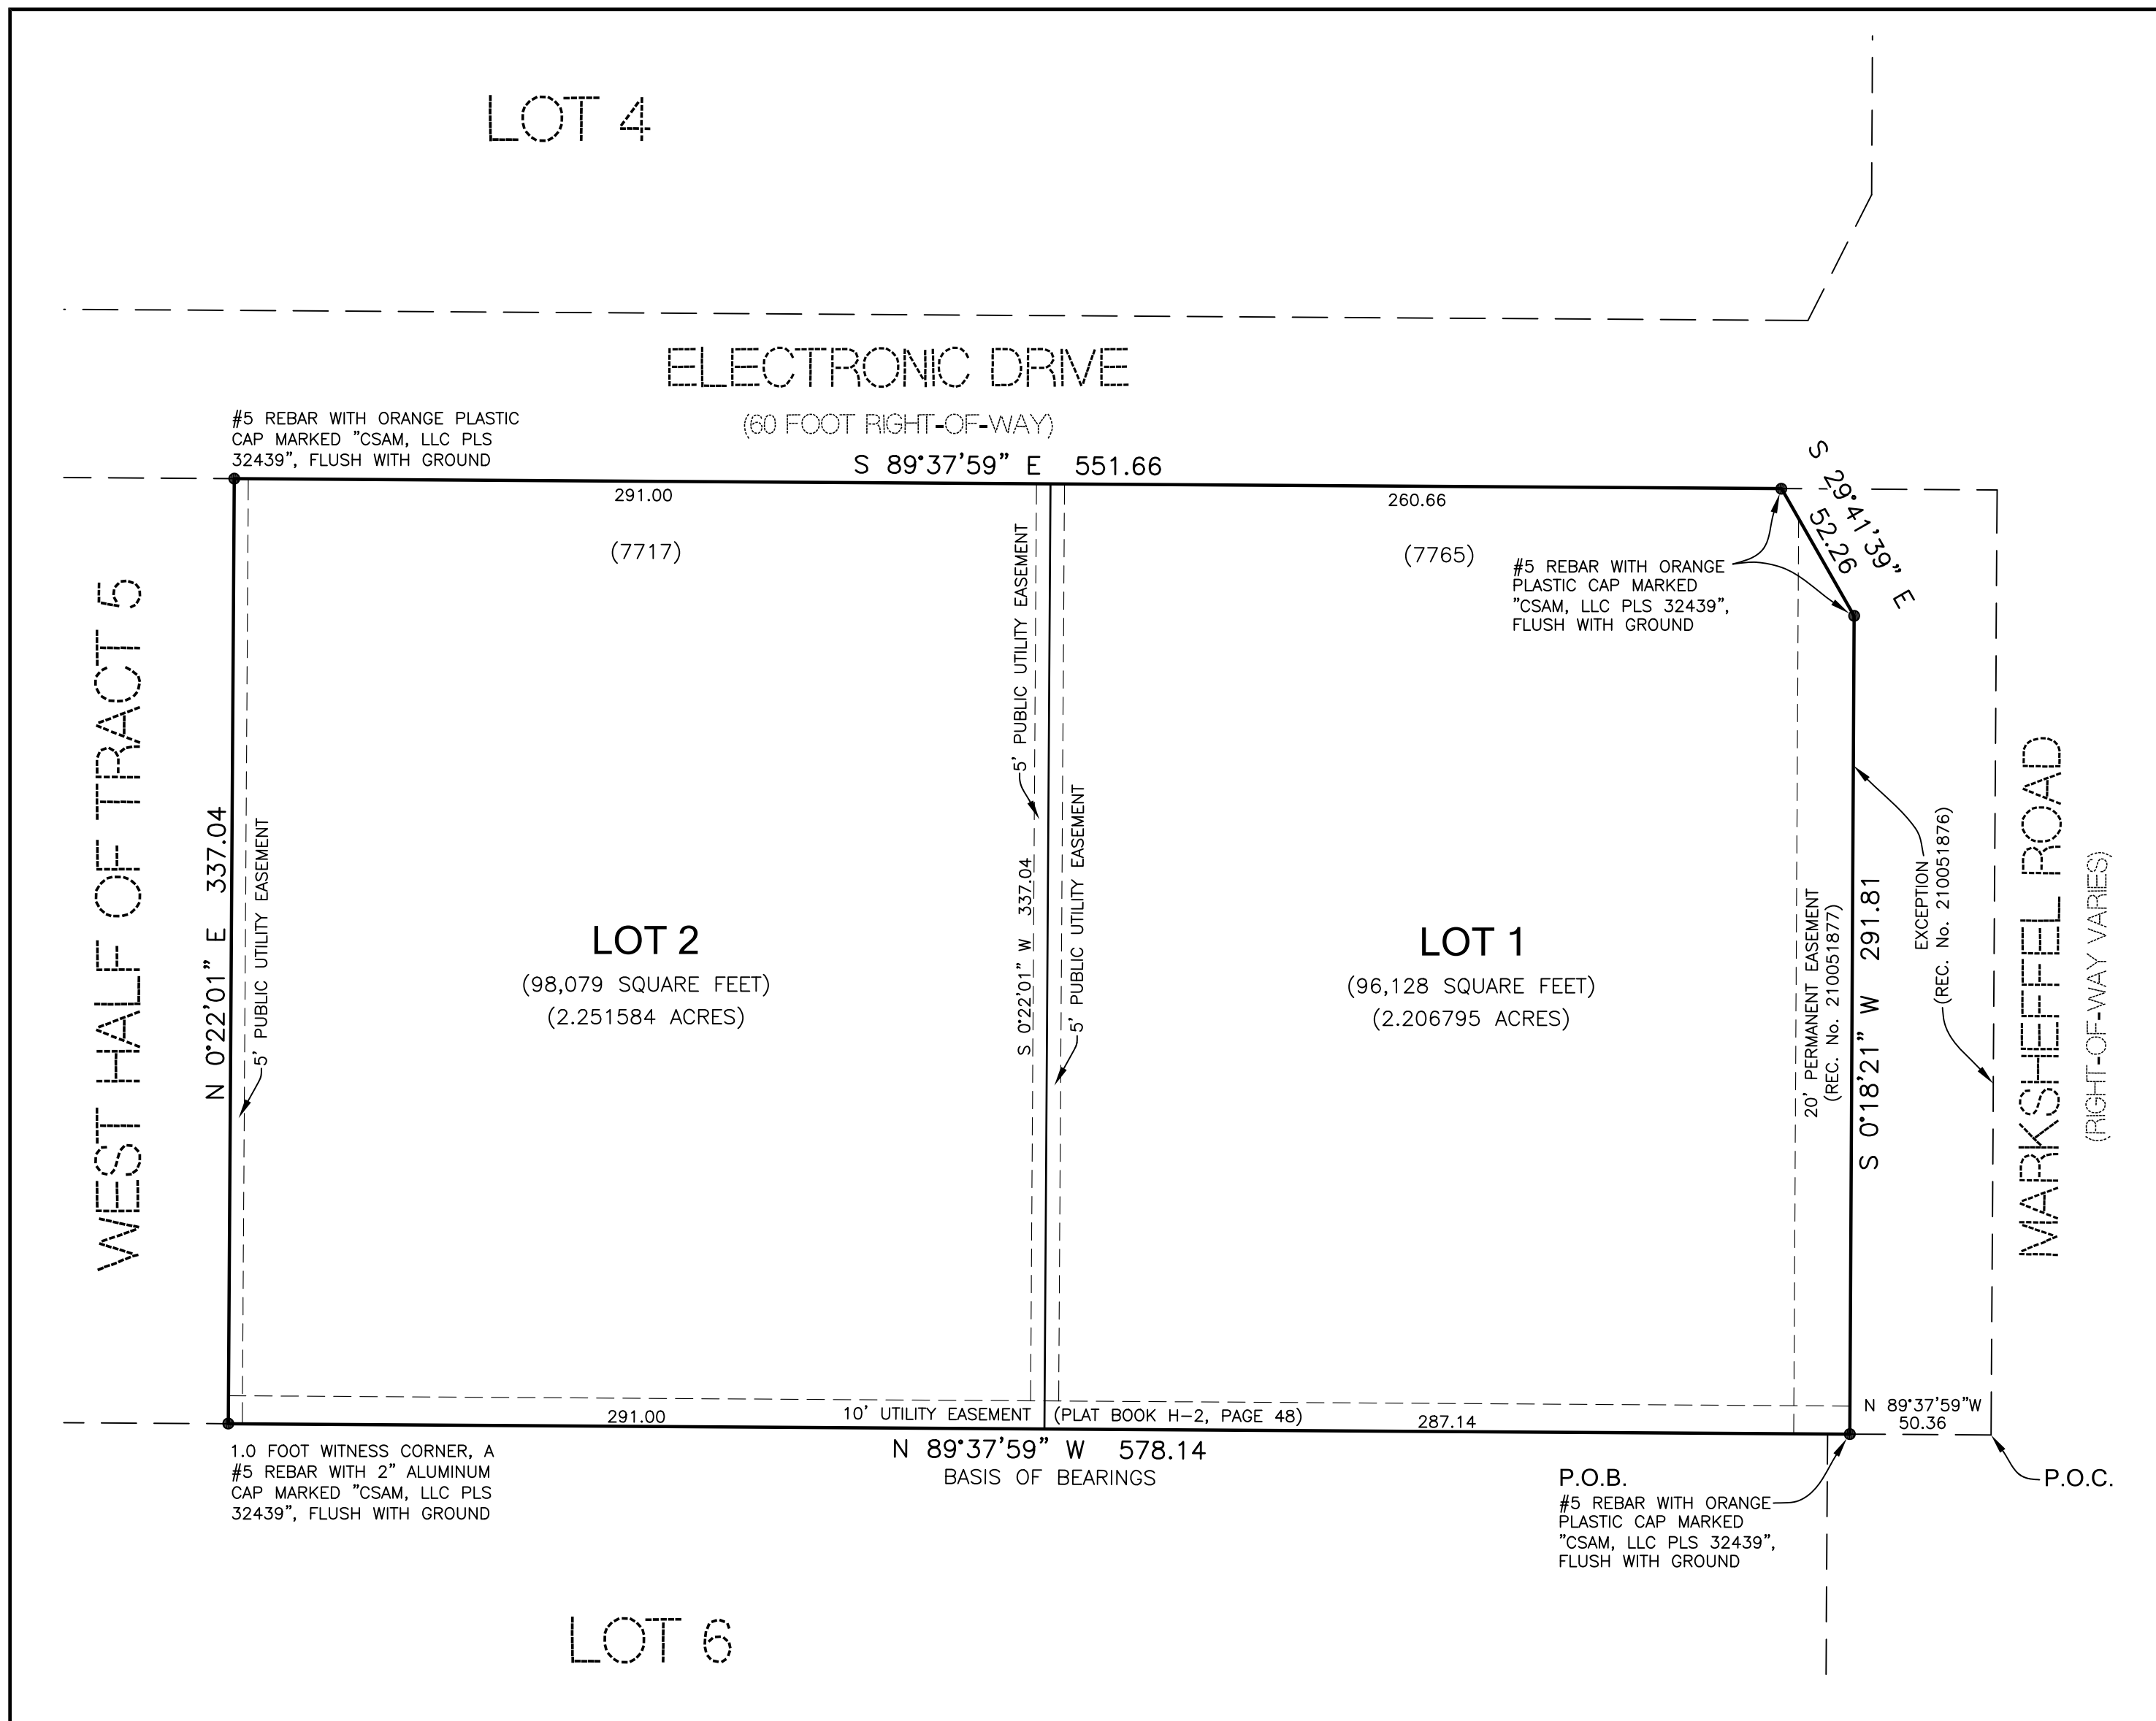 LOT 4
ELECTRONIC DRIVE
(60 FOOT RIGHT-OF-WAY)
#5 REBAR WITH ORANGE PLASTIC
CAP MARKED "CSAM, LLC PLS
32439", FLUSH WITH GROUND
S 89°37'59" E 551.66
291.00
260.66
S 29°41'39" E
52.26
(7717)
(7765)
#5 REBAR WITH ORANGE
PLASTIC CAP MARKED
"CSAM, LLC PLS 32439",
FLUSH WITH GROUND
WEST HALF OF TRACT 5
N 0°22'01" E 337.04
5' PUBLIC UTILITY EASEMENT
LOT 2
(98,079 SQUARE FEET)
(2.251584 ACRES)
5' PUBLIC UTILITY EASEMENT
S 0°22'01" W 337.04
5' PUBLIC UTILITY EASEMENT
LOT 1
(96,128 SQUARE FEET)
(2.206795 ACRES)
20' PERMANENT EASEMENT
(REC. No. 210051877)
S 0°18'21" W 291.81
EXCEPTION
(REC. No. 210051876)
MARKSHEFFEL ROAD
(RIGHT-OF-WAY VARIES)
291.00
10' UTILITY EASEMENT (PLAT BOOK H-2, PAGE 48)
287.14
N 89°37'59"W
50.36
N 89°37'59" W 578.14
BASIS OF BEARINGS
1.0 FOOT WITNESS CORNER, A
#5 REBAR WITH 2" ALUMINUM
CAP MARKED "CSAM, LLC PLS
32439", FLUSH WITH GROUND
P.O.B.
#5 REBAR WITH ORANGE
PLASTIC CAP MARKED
"CSAM, LLC PLS 32439",
FLUSH WITH GROUND
P.O.C.
LOT 6